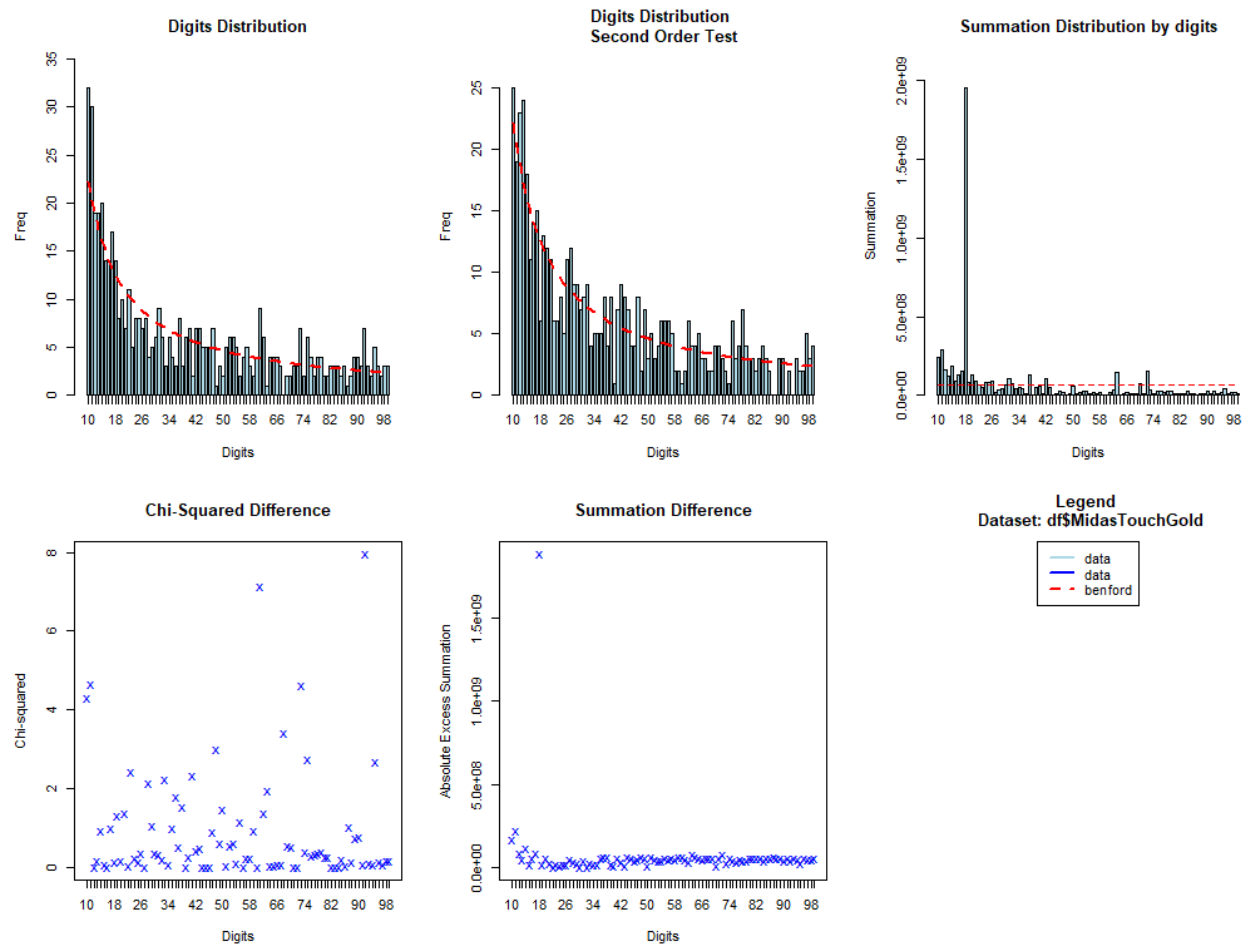 Digits Distribution
35
30
25
20
15
10
5
0
Freq
10 18 26 34 42 50 58 66 74 82 90 98
Digits
Digits Distribution
Second Order Test
25
20
15
10
5
0
Freq
10 18 26 34 42 50 58 66 74 82 90 98
Digits
Summation Distribution by digits
2.0e+09
1.5e+09
1.0e+09
5.0e+08
0.0e+00
Summation
10 18 26 34 42 50 58 66 74 82 90 98
Digits
Chi-Squared Difference
8
6
4
2
0
Chi-squared
10 18 26 34 42 50 58 66 74 82 90 98
Digits
Summation Difference
1.5e+09
1.0e+09
5.0e+08
0.0e+00
Absolute Excess Summation
10 18 26 34 42 50 58 66 74 82 90 98
Digits
Legend
Dataset: df$MidasTouchGold
data
data
benford